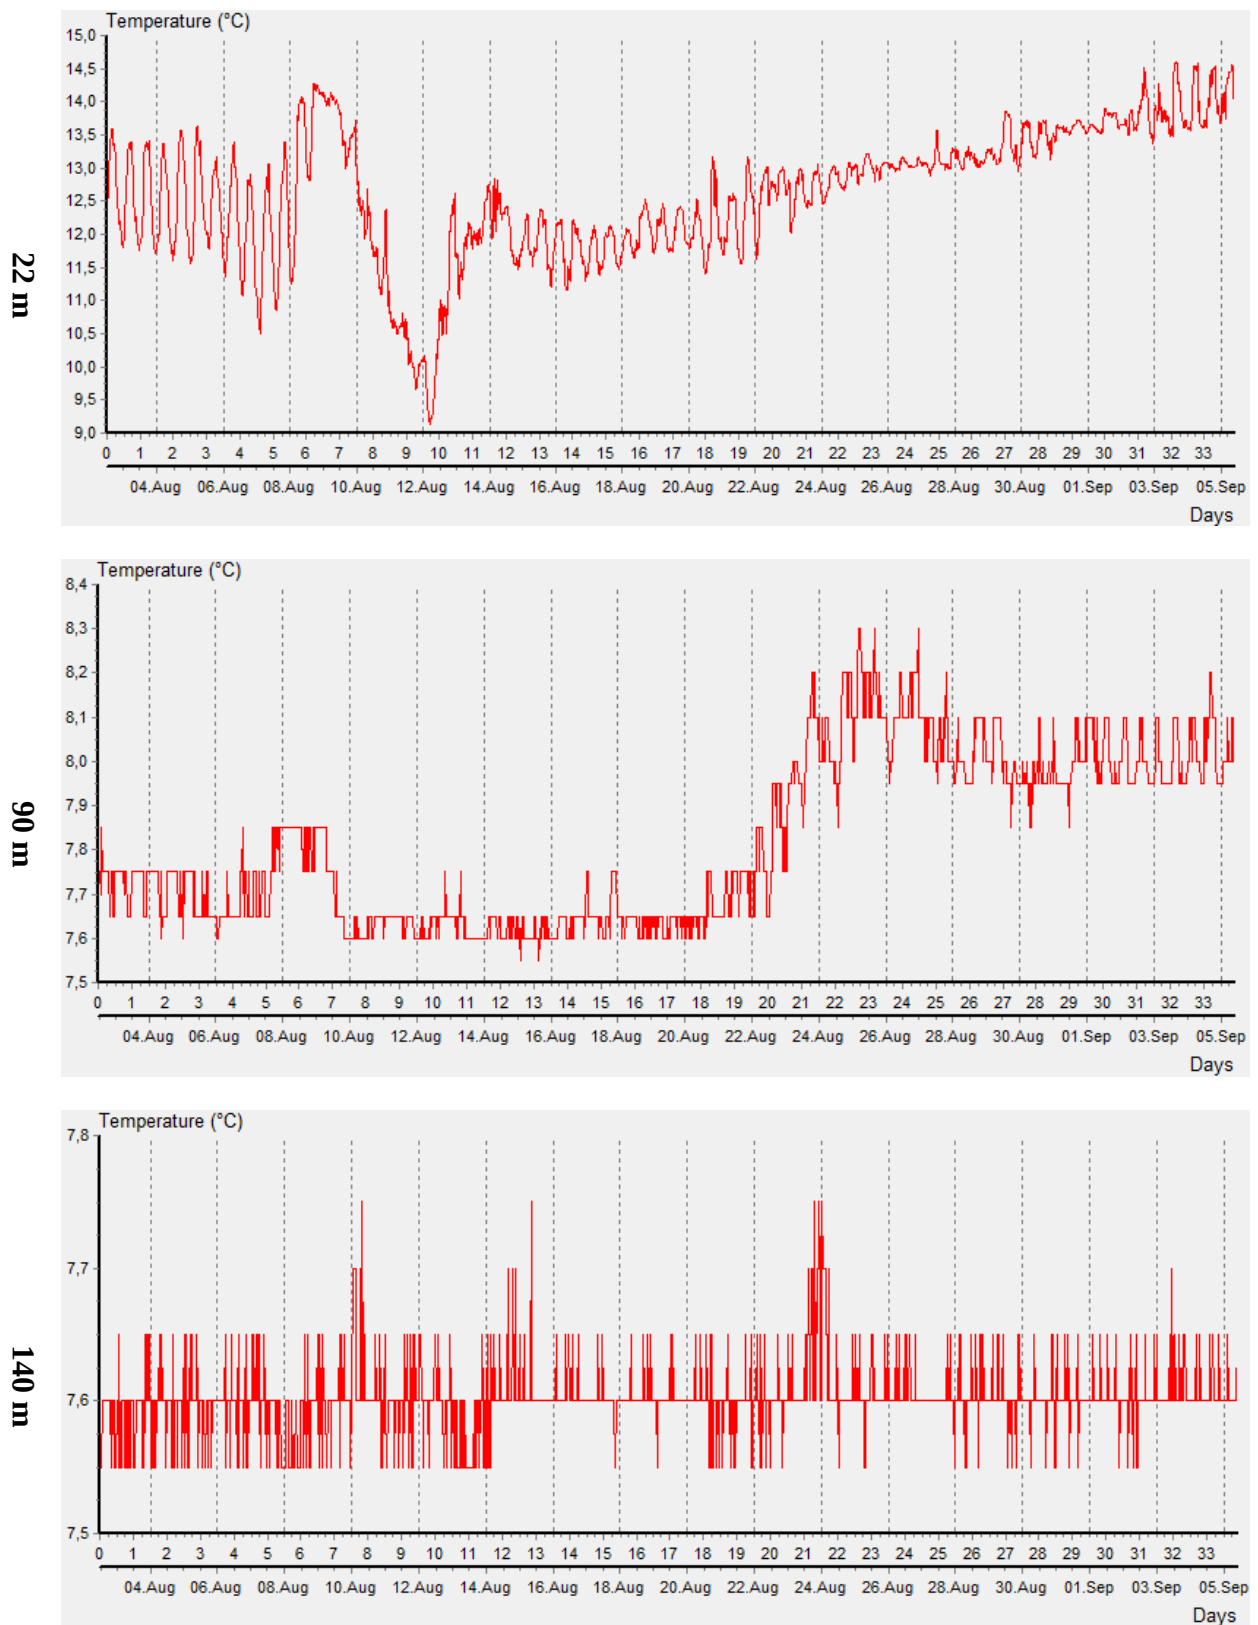 Temperature (°C)
15,0
14,5
14,0
13,5
13,0
12,5
12,0
11,5
11,0
10,5
10,0
9,5
9,0
22 m
0 1 2 3 4 5 6 7 8 9 10 11 12 13 14 15 16 17 18 19 20 21 22 23 24 25 26 27 28 29 30 31 32 33
04.Aug 06.Aug 08.Aug 10.Aug 12.Aug 14.Aug 16.Aug 18.Aug 20.Aug 22.Aug 24.Aug 26.Aug 28.Aug 30.Aug 01.Sep 03.Sep 05.Sep
Days
Temperature (°C)
8,4
8,3
8,2
8,1
8,0
7,9
7,8
7,7
7,6
7,5
90 m
0 1 2 3 4 5 6 7 8 9 10 11 12 13 14 15 16 17 18 19 20 21 22 23 24 25 26 27 28 29 30 31 32 33
04.Aug 06.Aug 08.Aug 10.Aug 12.Aug 14.Aug 16.Aug 18.Aug 20.Aug 22.Aug 24.Aug 26.Aug 28.Aug 30.Aug 01.Sep 03.Sep 05.Sep
Days
Temperature (°C)
7,8
7,7
7,6
7,5
140 m
0 1 2 3 4 5 6 7 8 9 10 11 12 13 14 15 16 17 18 19 20 21 22 23 24 25 26 27 28 29 30 31 32 33
04.Aug 06.Aug 08.Aug 10.Aug 12.Aug 14.Aug 16.Aug 18.Aug 20.Aug 22.Aug 24.Aug 26.Aug 28.Aug 30.Aug 01.Sep 03.Sep 05.Sep
Days